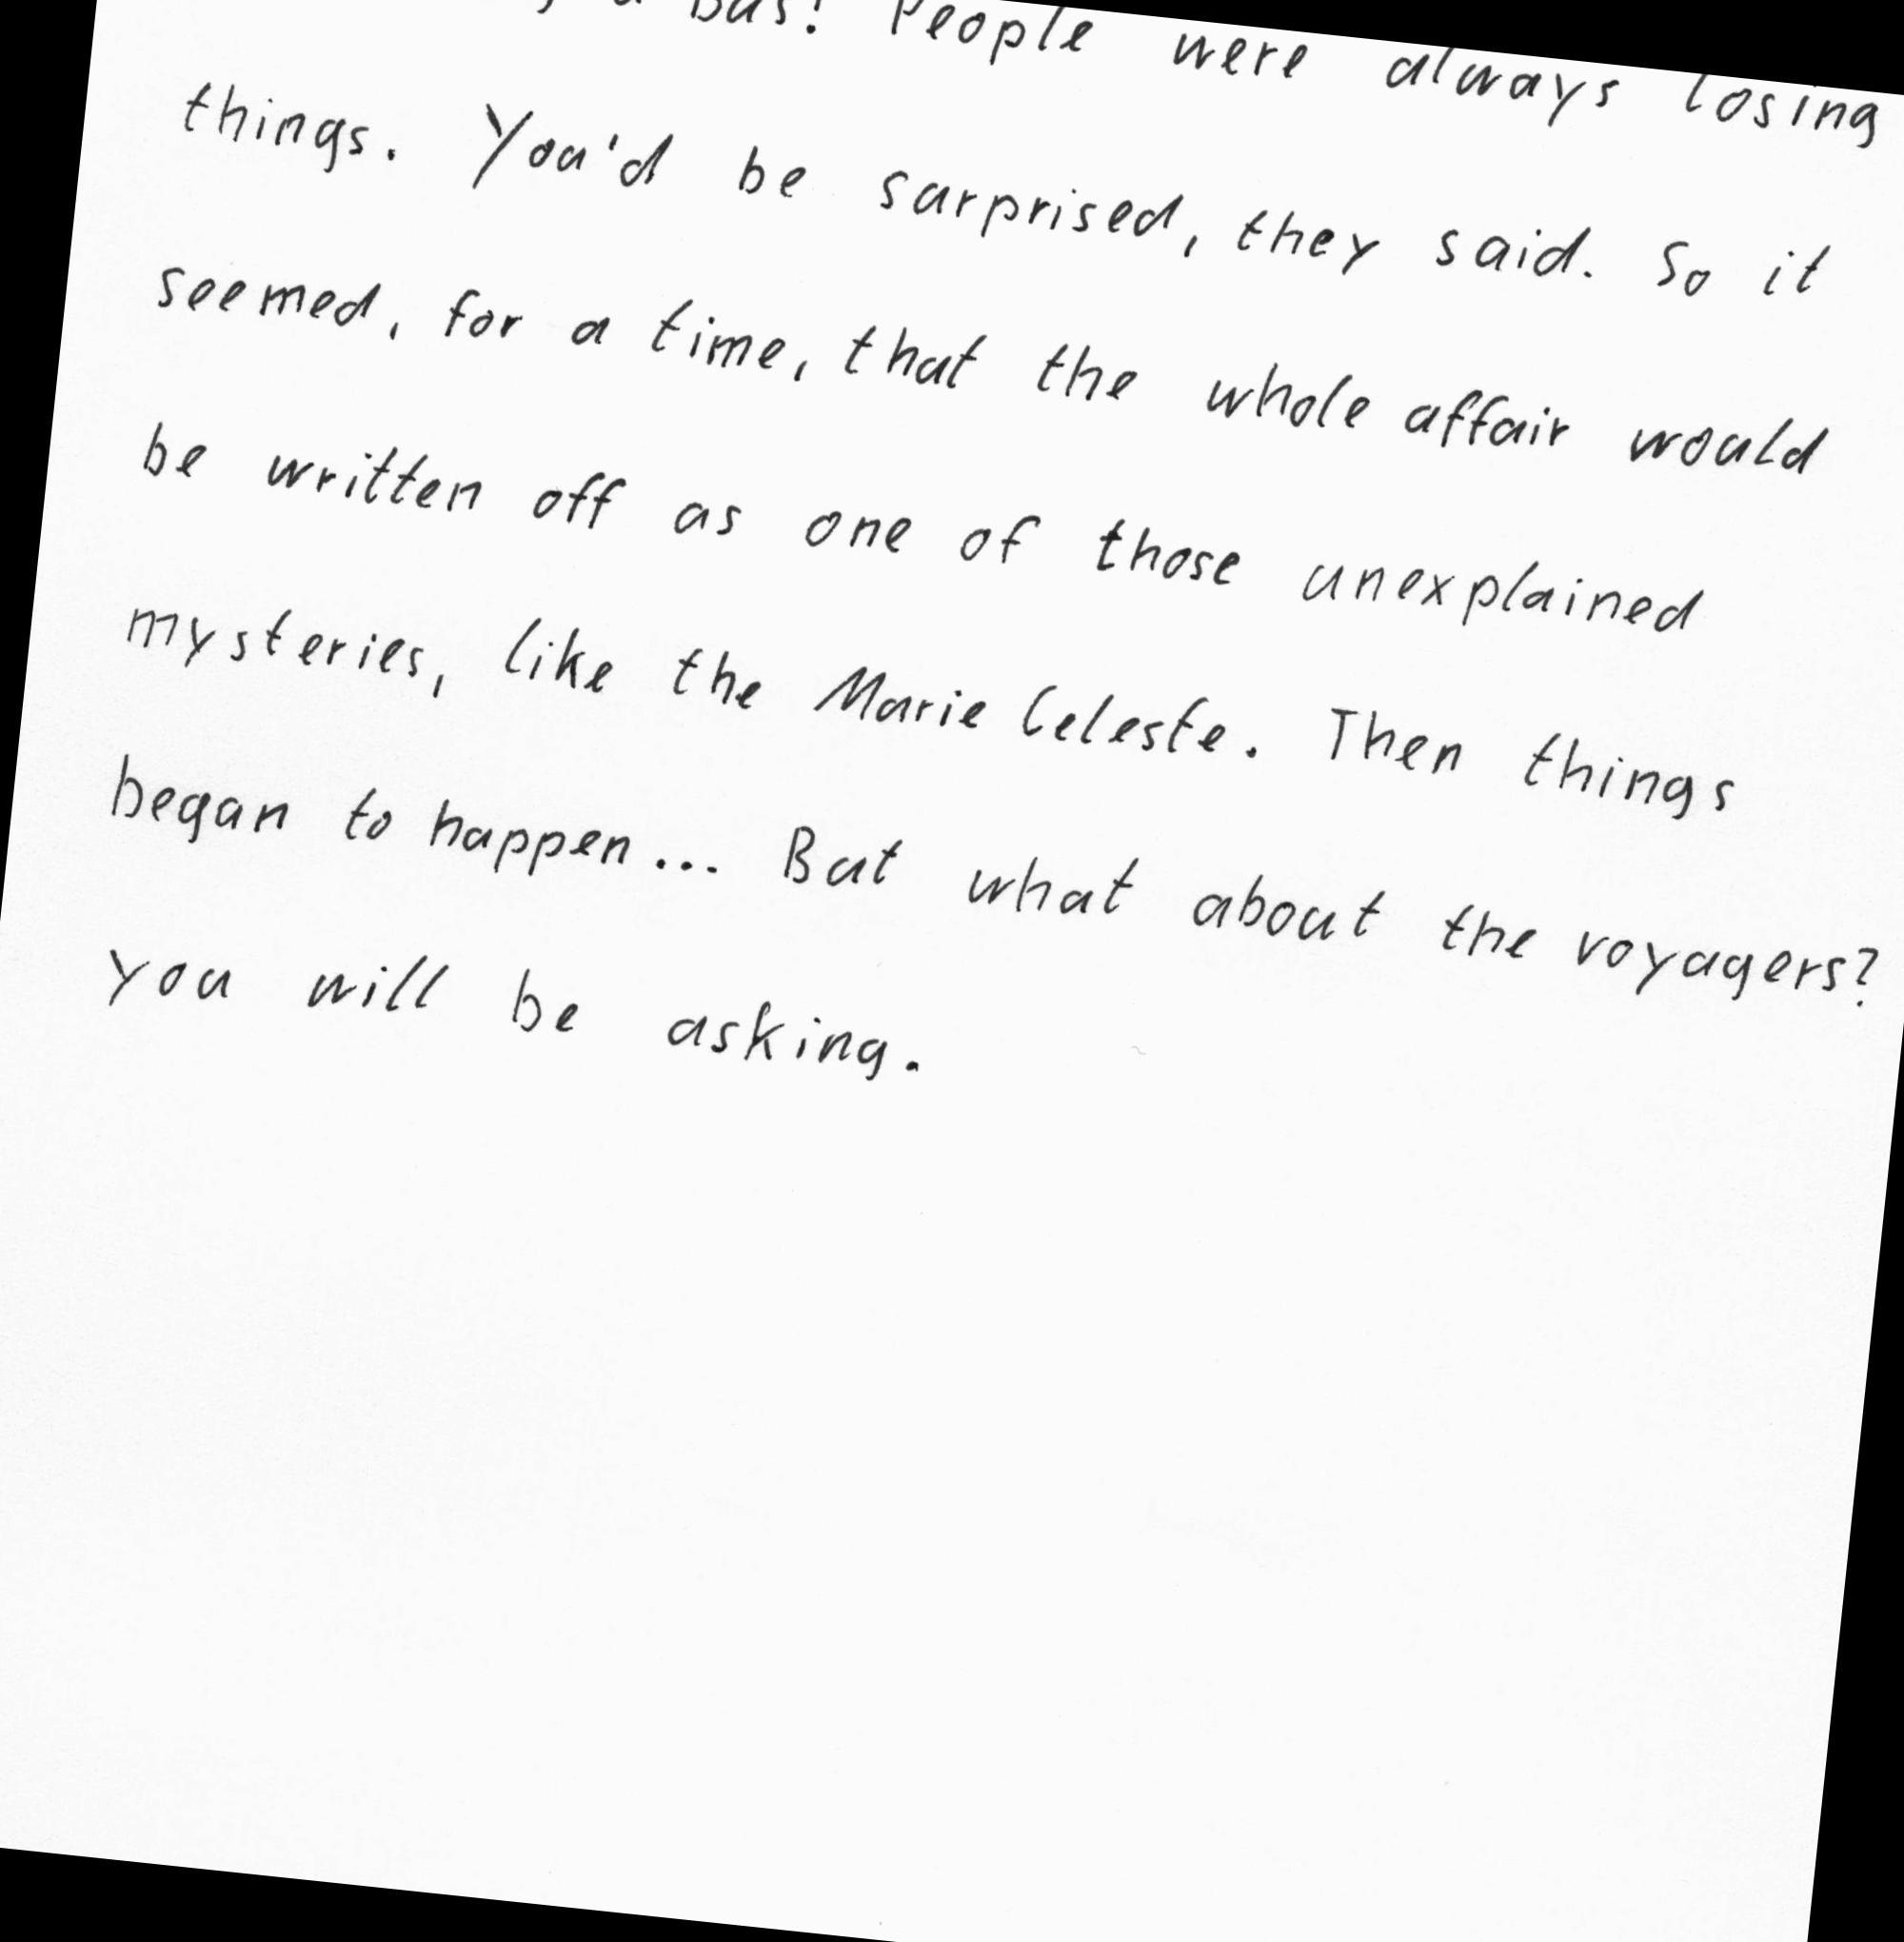 a bus! People were always losing
things. You'd be surprised, they said. So it
seemed, for a time, that the whole affair would
be written off as one of those unexplained
mysteries, like the Marie Celeste. Then things
began to happen... But what about the voyagers?
you will be asking.